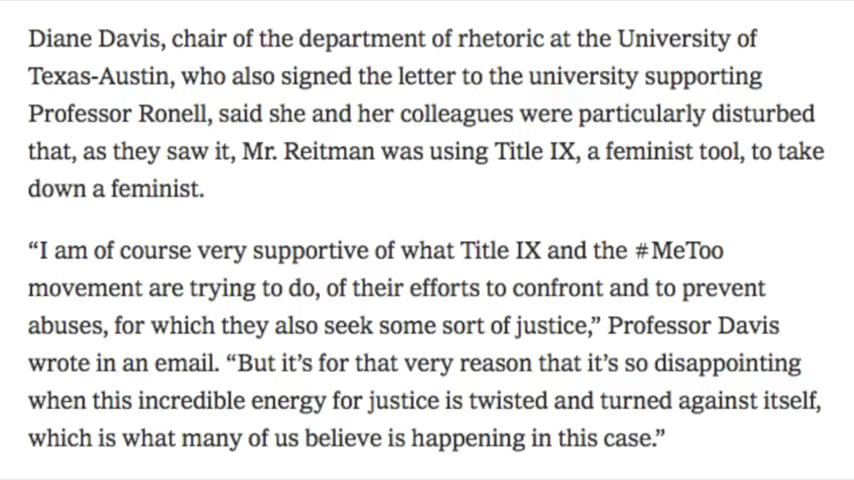 Diane Davis, chair of the department of rhetoric at the University of
Texas-Austin, who also signed the letter to the university supporting
Professor Ronell, said she and her colleagues were particularly disturbed
that, as they saw it, Mr. Reitman was using Title IX, a feminist tool, to take
down a feminist.
“I am of course very supportive of what Title IX and the #MeToo
movement are trying to do, of their efforts to confront and to prevent
abuses, for which they also seek some sort of justice,” Professor Davis
wrote in an email. “But it’s for that very reason that it’s so disappointing
when this incredible energy for justice is twisted and turned against itself,
which is what many of us believe is happening in this case.”